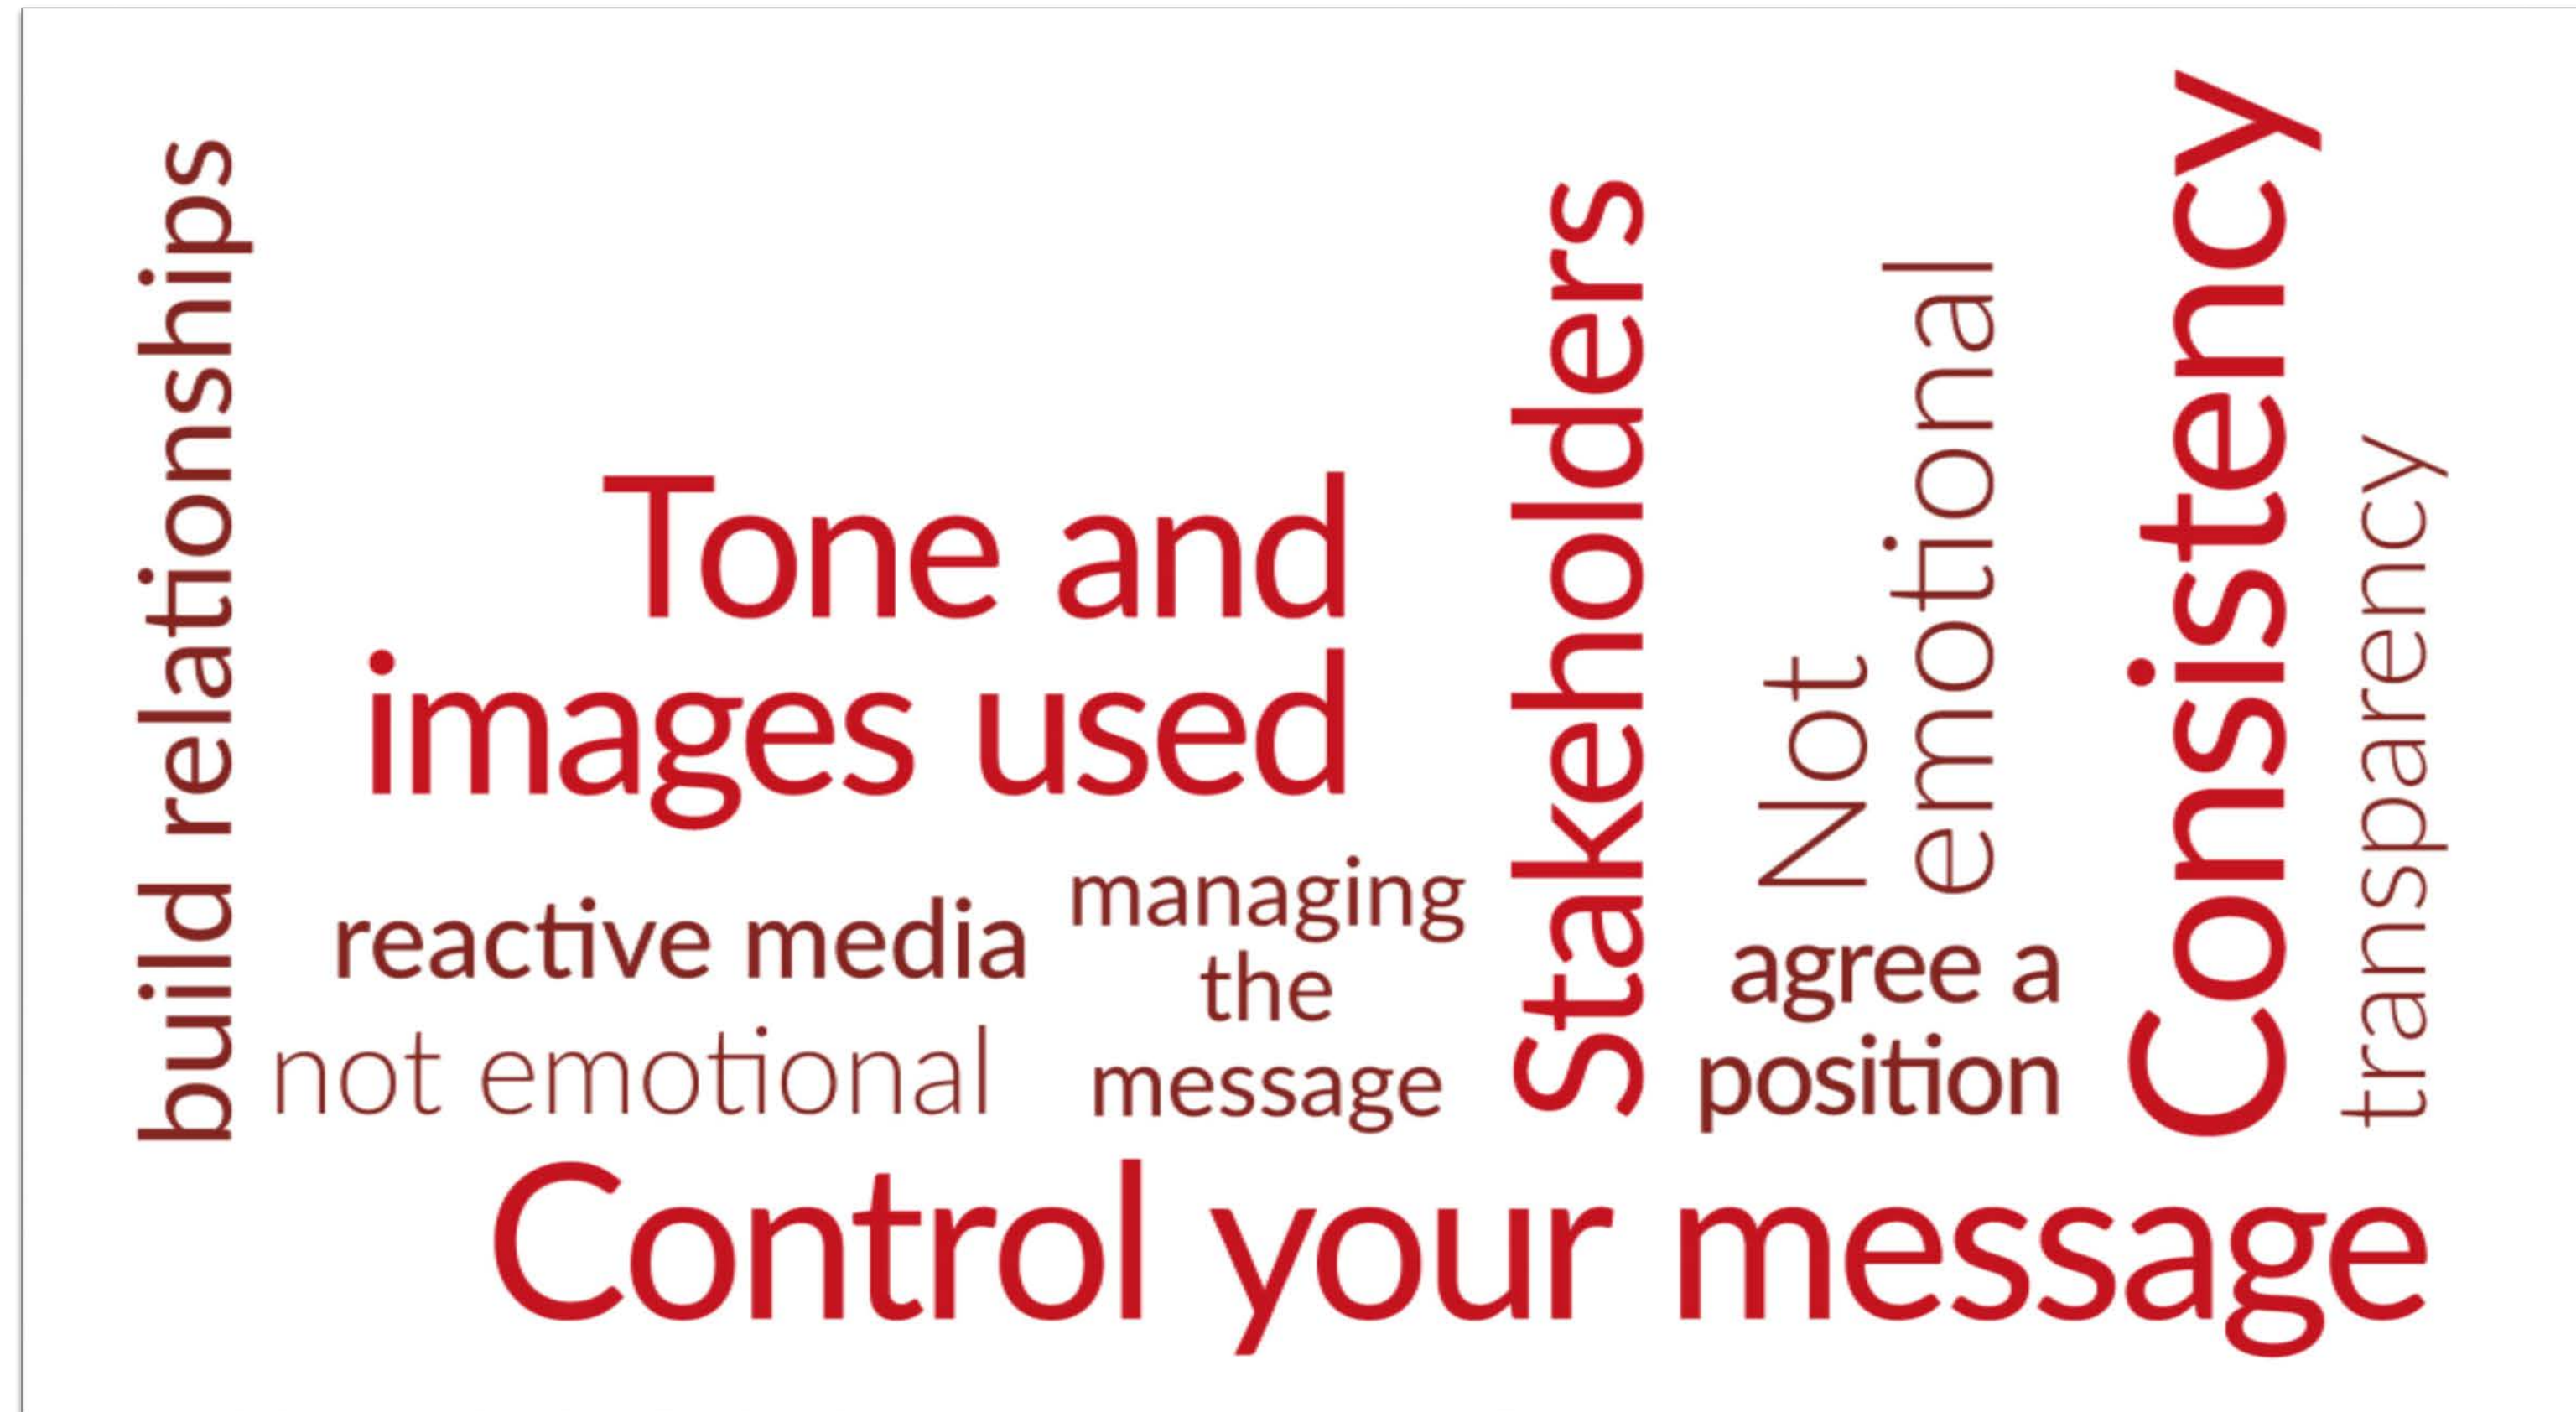 build relationships
Tone and
images used
reactive media
not emotional
managing
the
message
Stakeholders
Not
emotional
agree a
position
Consistency
transparency
Control your message